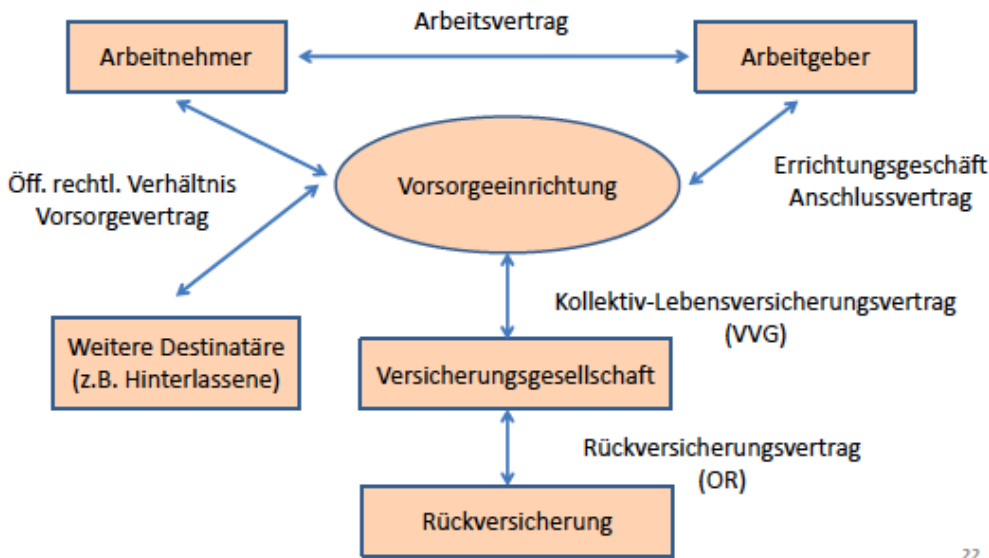 Arbeitsvertrag
Arbeitnehmer
Arbeitgeber
Öff. rechtl. Verhältnis
Vorsorgevertrag
Vorsorgeeinrichtung
Errichtungsgeschäft
Anschlussvertrag
Kollektiv-Lebensversicherungsvertrag
(VVG)
Weitere Destinatäre
(z.B. Hinterlassene)
Versicherungsgesellschaft
Rückversicherungsvertrag
(OR)
Rückversicherung
22